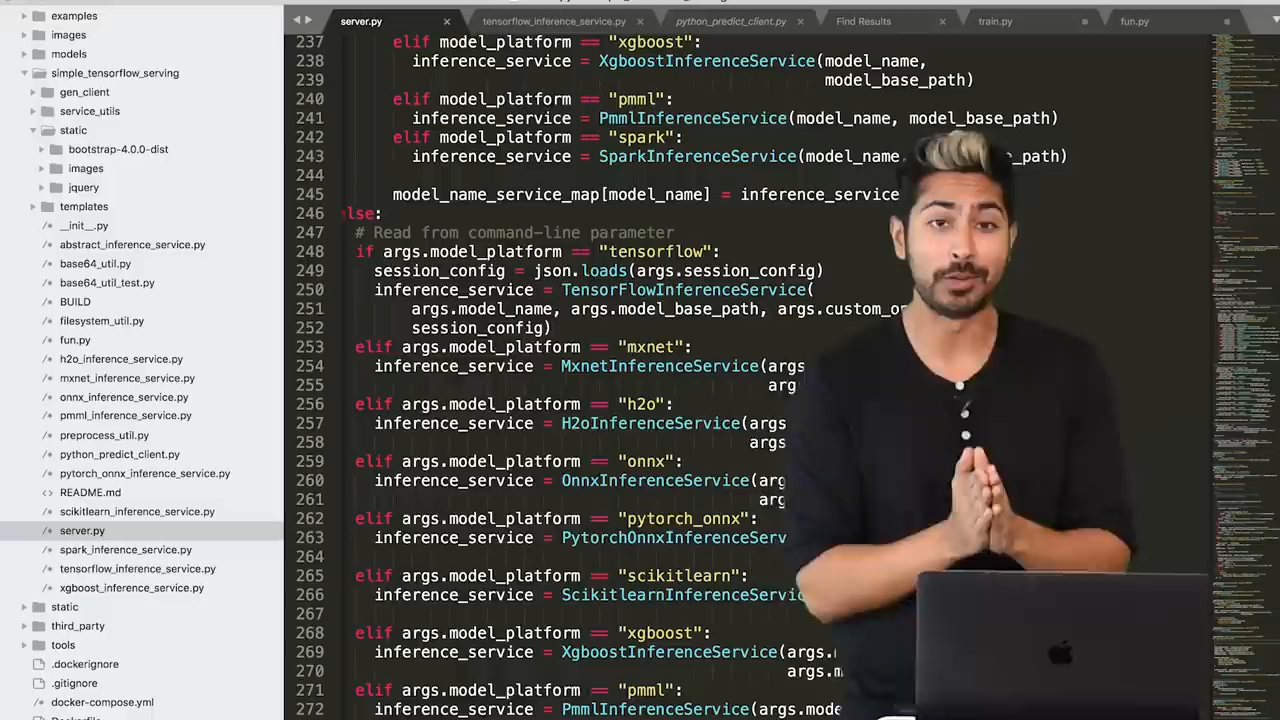 examples
images
models
simple_tensorflow_serving
gen_client
service_utils
static
bootstrap-4.0.0-dist
images
jquery
templates
__init__.py
abstract_inference_service.py
base64_util.py
base64_util_test.py
BUILD
filesystem_util.py
fun.py
h2o_inference_service.py
mxnet_inference_service.py
onnx_inference_service.py
pmml_inference_service.py
preprocess_util.py
python_predict_client.py
pytorch_onnx_inference_service.py
README.md
scikitlearn_inference_service.py
server.py
spark_inference_service.py
tensorflow_inference_service.py
xgboost_inference_service.py
static
third_party
tools
.dockerignore
.gitignore
docker-compose.yml
server.py
tensorflow_inference_service.py
python_predict_client.py
Find Results
train.py
fun.py
237 elif model_platform == "xgboost":
238 inference_service = XgboostInferenceService(model_name,
239 model_base_path)
240 elif model_platform == "pmml":
241 inference_service = PmmlInferenceService(model_name, model_base_path)
242 elif model_platform == "spark":
243 inference_service = SparkInferenceService(model_name _path)
244
245 model_name_s map[model_name] = inference_service
246 lse:
247 # Read from command-line parameter
248 if args.model_platform == "tensorflow":
249 session_config = json.loads(args.session_config)
250 inference_service = TensorFlowInferenceService(
251 args.model_ args.model_base_path, custom_o
252 session_config)
253 elif args.model_platform == "mxnet":
254 inference_service = MxnetInferenceService(args
255 arg
256 elif args.model_platform == "h2o":
257 inference_service = H2oInferenceService(args
258 args
259 elif args.model_platform == "onnx":
260 inference_service = OnnxInferenceService(arg
261 arg
262 elif args.model_platform == "pytorch_onnx":
263 inference_service = PytorchOnnxInferenceServ
264
265 elif args.model_platform == "scikitlearn":
266 inference_service = ScikitlearnInferenceServ
267
268 elif args.model_platform == "xgboost":
269 inference_service = XgboostInferenceService(args.
270 gs.m
271 elif args.model_platform == "pmml":
272 inference_service = PmmlInferenceService(args.mode